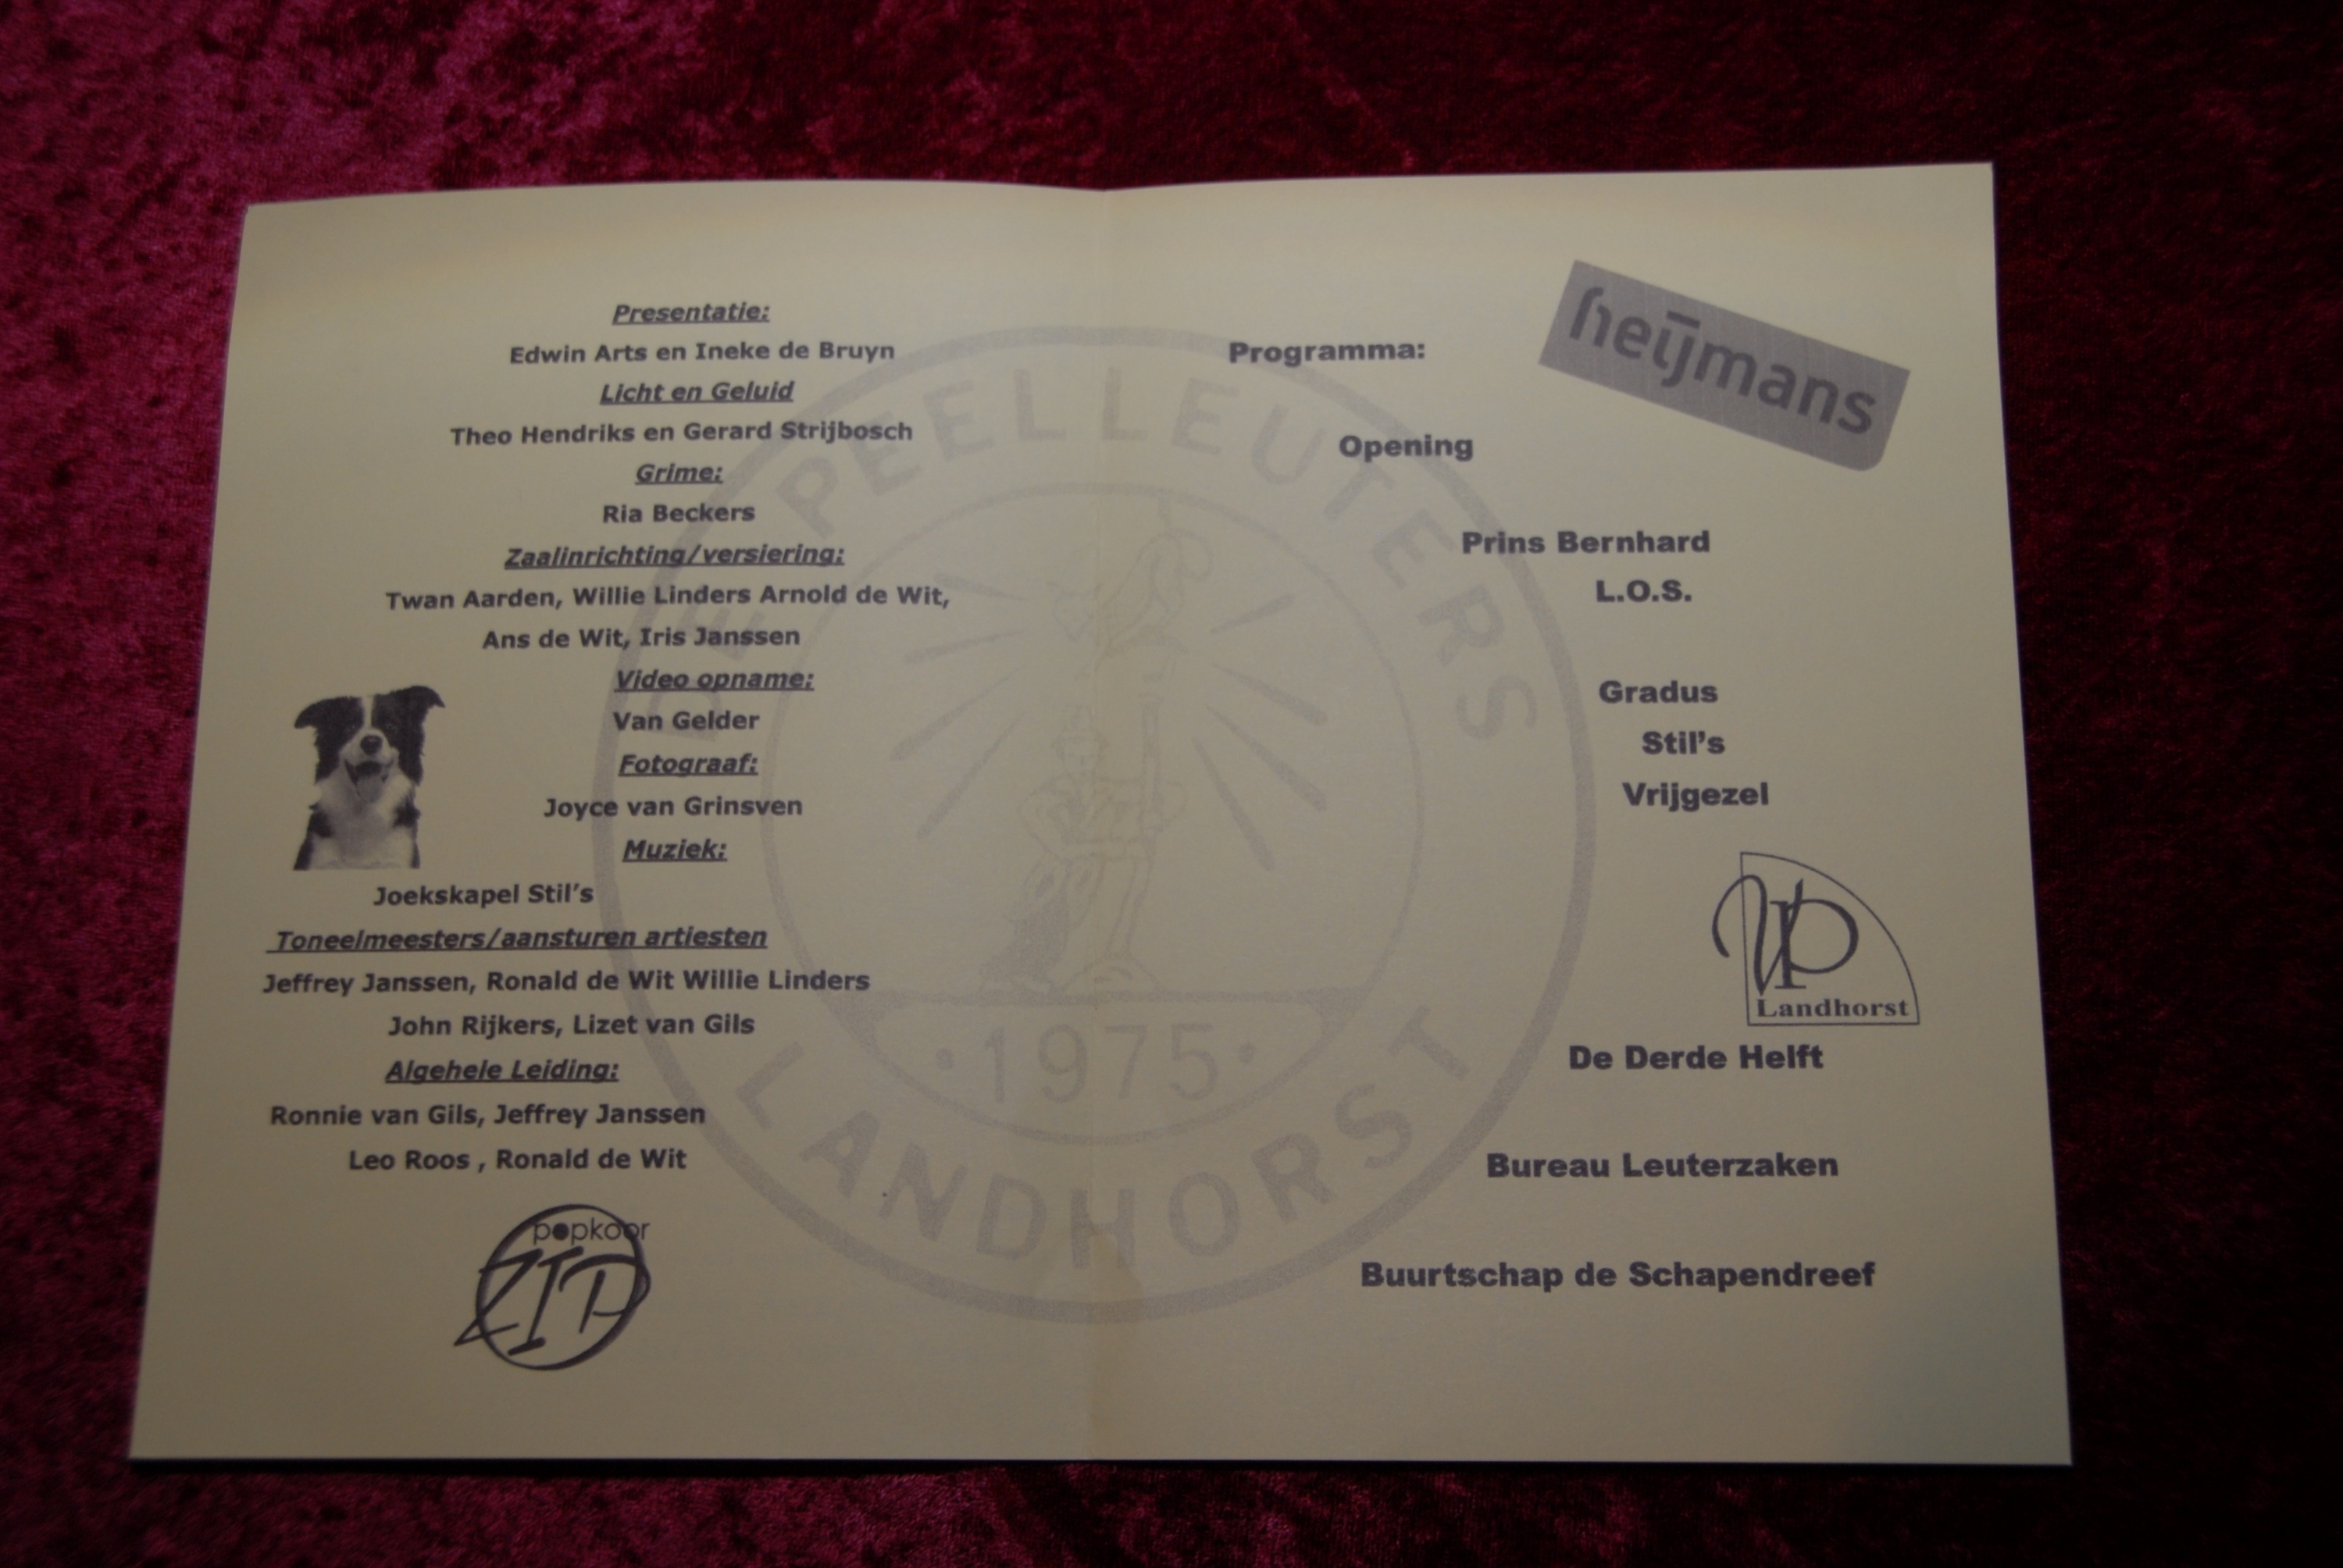 Presentatie:
Edwin Arts en Ineke de Bruyn
Licht en Geluid
Theo Hendriks en Gerard Strijbosch
Grime:
Ria Beckers
Zaalinrichting/versiering:
Twan Aarden, Willie Linders Arnold de Wit,
Ans de Wit, Iris Janssen
Video opname:
Van Gelder
Fotograaf:
Joyce van Grinsven
Muziek:
Joekskapel Stil's
Toneelmeesters/aansturen artiesten
Jeffrey Janssen, Ronald de Wit Willie Linders
John Rijkers, Lizet van Gils
Algehele Leiding:
Ronnie van Gils, Jeffrey Janssen
Leo Roos , Ronald de Wit
popkoor
ZIP
DE PEELLEUTERS
·1975·
LANDHORST
heijmans
Programma:
Opening
Prins Bernhard
L.O.S.
Gradus
Stil's
Vrijgezel
Landhorst
De Derde Helft
Bureau Leuterzaken
Buurtschap de Schapendreef